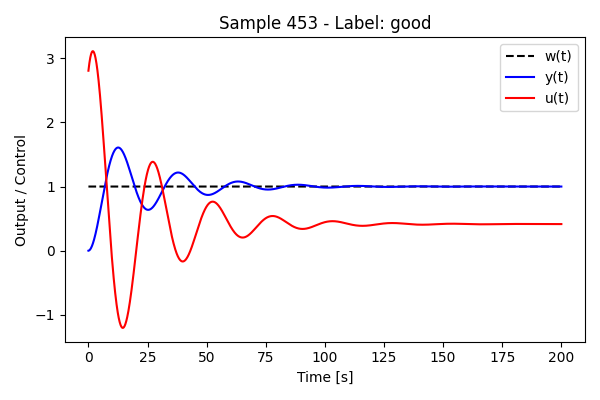 Sample 453 - Label: good
Output / Control
3
2
1
0
−1
w(t)
y(t)
u(t)
0 25 50 75 100 125 150 175 200
Time [s]